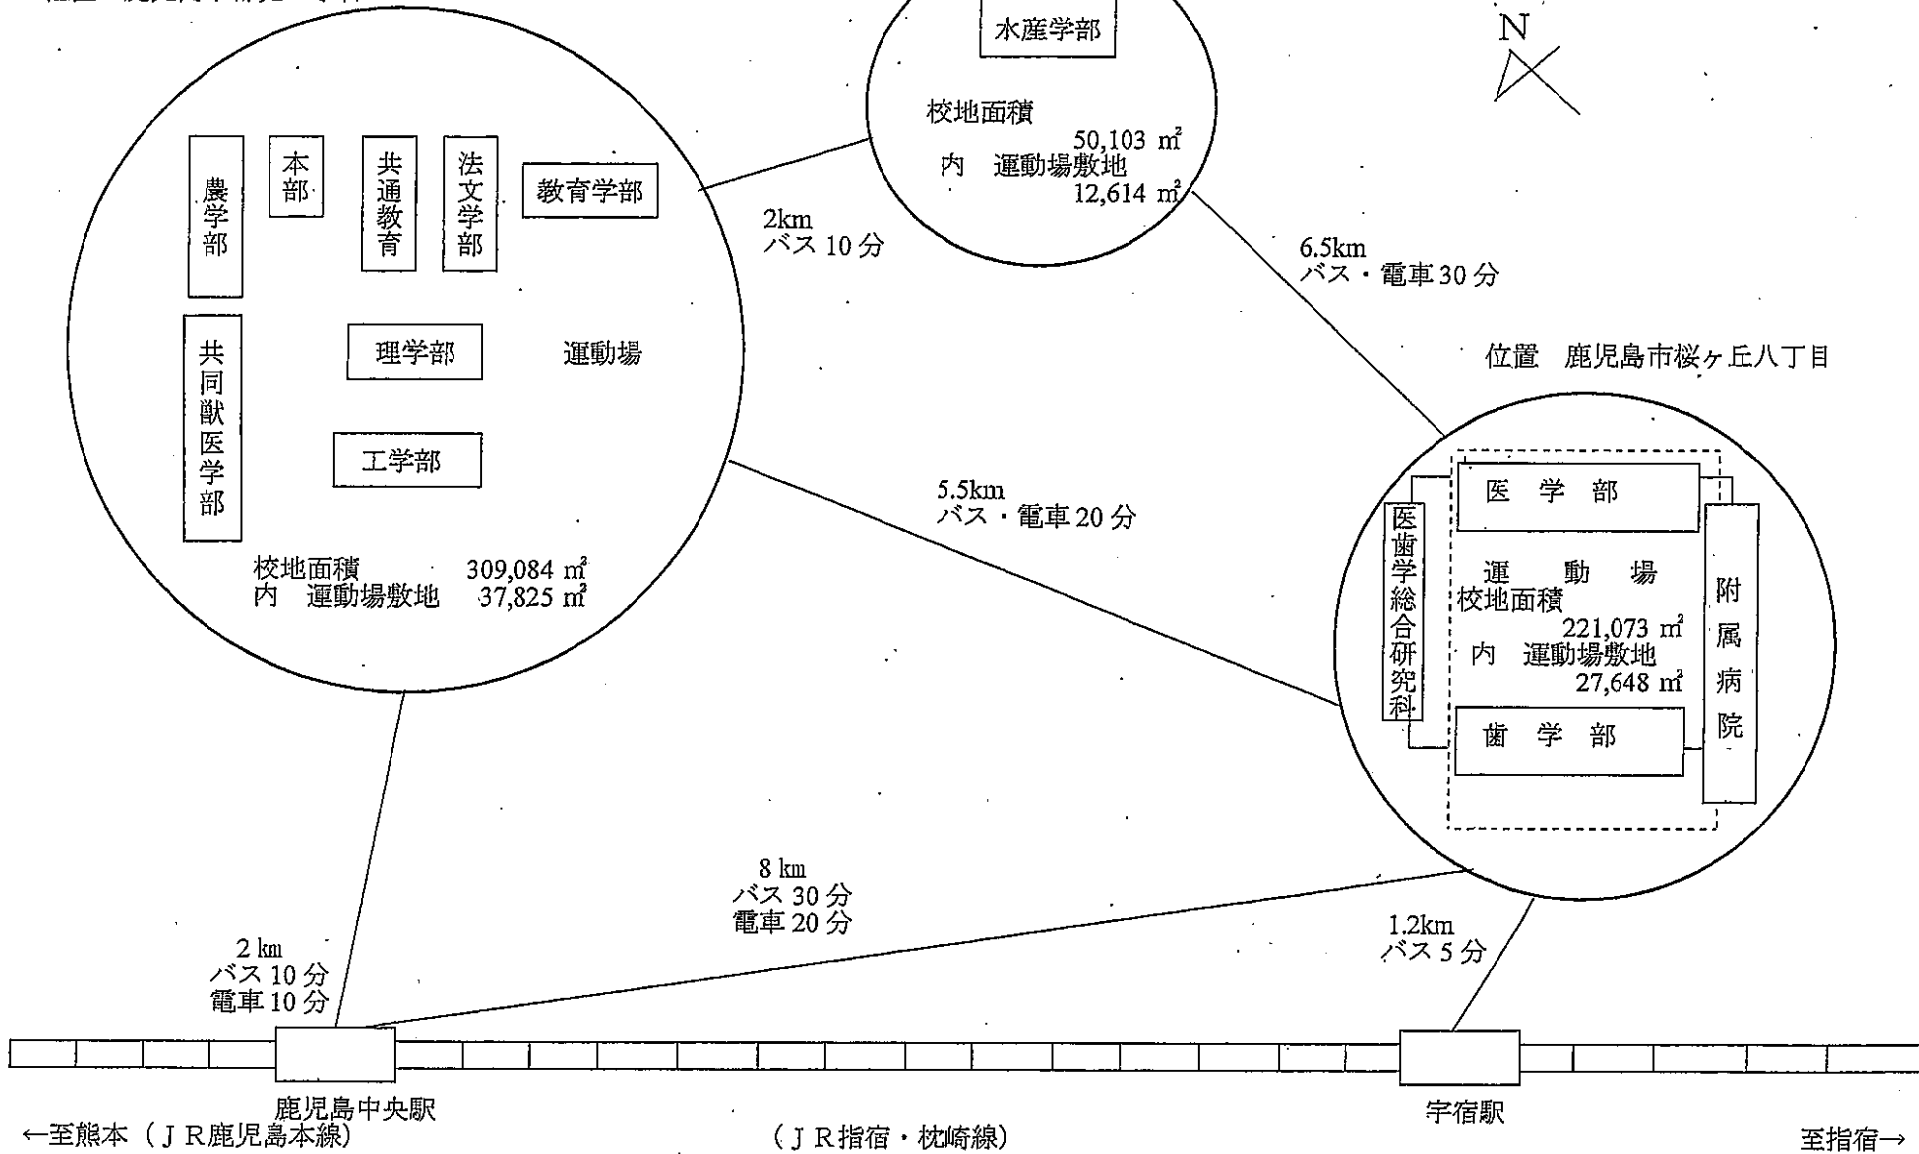 水産学部
N
校地面積
50,103 ㎡
内 運動場敷地
12,614 ㎡
農学部
本部
共通教育
法文学部
教育学部
2km
バス 10 分
6.5km
バス・電車 30 分
共同獣医学部
理学部
運動場
工学部
校地面積 309,084 ㎡
内 運動場敷地 37,825 ㎡
5.5km
バス・電車 20 分
位置 鹿児島市桜ヶ丘八丁目
医 学 部
医歯学総合研究科
運 動 場
校地面積
221,073 ㎡
内 運動場敷地
27,648 ㎡
附属病院
歯 学 部
8 km
バス 30 分
電車 20 分
1.2km
バス 5 分
2 km
バス 10 分
電車 10 分
鹿児島中央駅
宇宿駅
←至熊本（ＪＲ鹿児島本線）
（ＪＲ指宿・枕崎線）
至指宿→